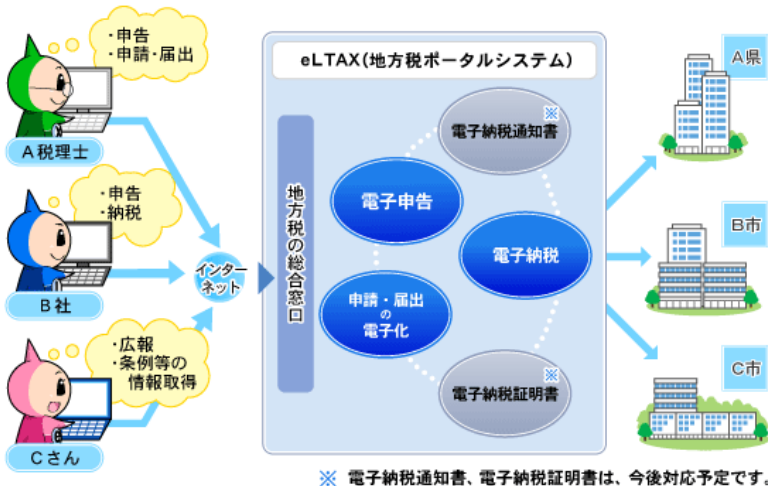 ・申告
・申請・届出
A税理士
・申告
・納税
B社
・広報
・条例等の
情報取得
Cさん
インター
ネット
eLTAX(地方税ポータルシステム)
地方税の総合窓口
※
電子納税通知書
電子申告
電子納税
申請・届出
の
電子化
※
電子納税証明書
A県
B市
C市
※ 電子納税通知書、電子納税証明書は、今後対応予定です。